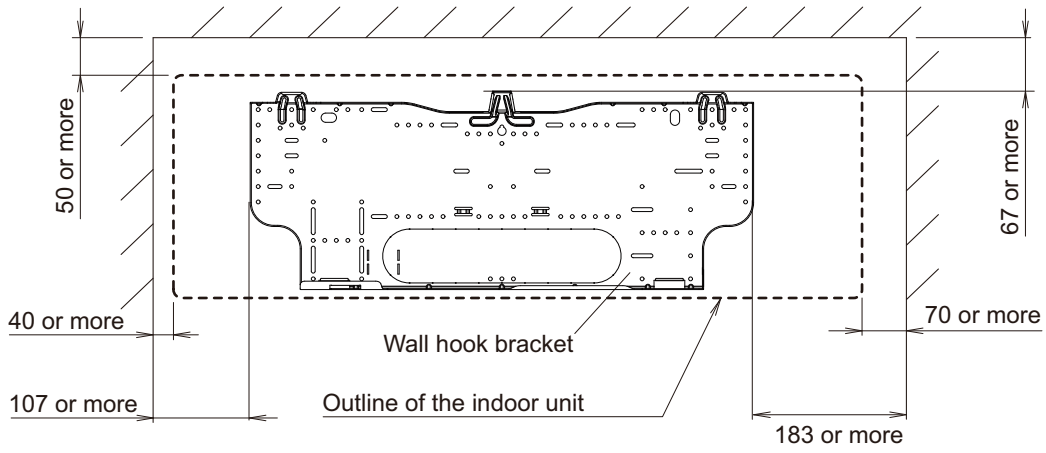 50 or more
67 or more
40 or more
70 or more
Wall hook bracket
107 or more
Outline of the indoor unit
183 or more